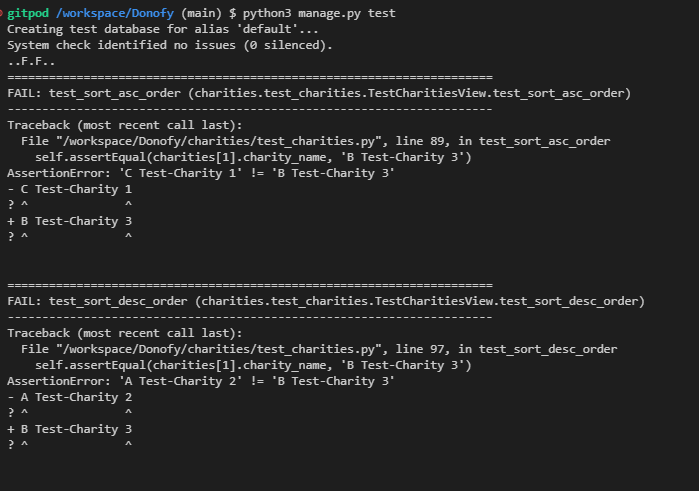 gitpod /workspace/Donofy (main) $ python3 manage.py test
Creating test database for alias 'default'...
System check identified no issues (0 silenced).
..F.F..
======================================================================
FAIL: test_sort_asc_order (charities.test_charities.TestCharitiesView.test_sort_asc_order)
----------------------------------------------------------------------
Traceback (most recent call last):
  File "/workspace/Donofy/charities/test_charities.py", line 89, in test_sort_asc_order
    self.assertEqual(charities[1].charity_name, 'B Test-Charity 3')
AssertionError: 'C Test-Charity 1' != 'B Test-Charity 3'
- C Test-Charity 1
? ^              ^
+ B Test-Charity 3
? ^              ^
======================================================================
FAIL: test_sort_desc_order (charities.test_charities.TestCharitiesView.test_sort_desc_order)
----------------------------------------------------------------------
Traceback (most recent call last):
  File "/workspace/Donofy/charities/test_charities.py", line 97, in test_sort_desc_order
    self.assertEqual(charities[1].charity_name, 'B Test-Charity 3')
AssertionError: 'A Test-Charity 2' != 'B Test-Charity 3'
- A Test-Charity 2
? ^              ^
+ B Test-Charity 3
? ^              ^